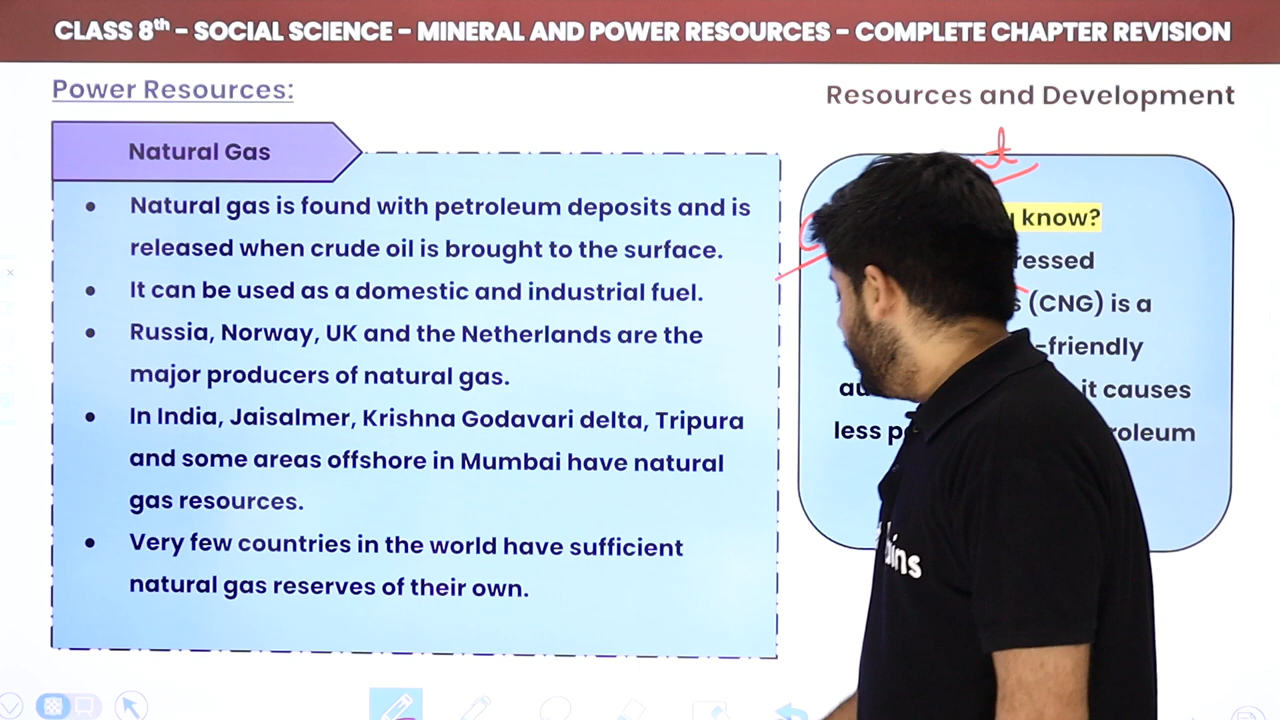 CLASS 8th – SOCIAL SCIENCE – MINERAL AND POWER RESOURCES – COMPLETE CHAPTER REVISION
Power Resources:
Resources and Development
Natural Gas
• Natural gas is found with petroleum deposits and is
released when crude oil is brought to the surface.
• It can be used as a domestic and industrial fuel.
• Russia, Norway, UK and the Netherlands are the
major producers of natural gas.
• In India, Jaisalmer, Krishna Godavari delta, Tripura
and some areas offshore in Mumbai have natural
gas resources.
• Very few countries in the world have sufficient
natural gas reserves of their own.
know?
(CNG) is a
-friendly
it causes
less